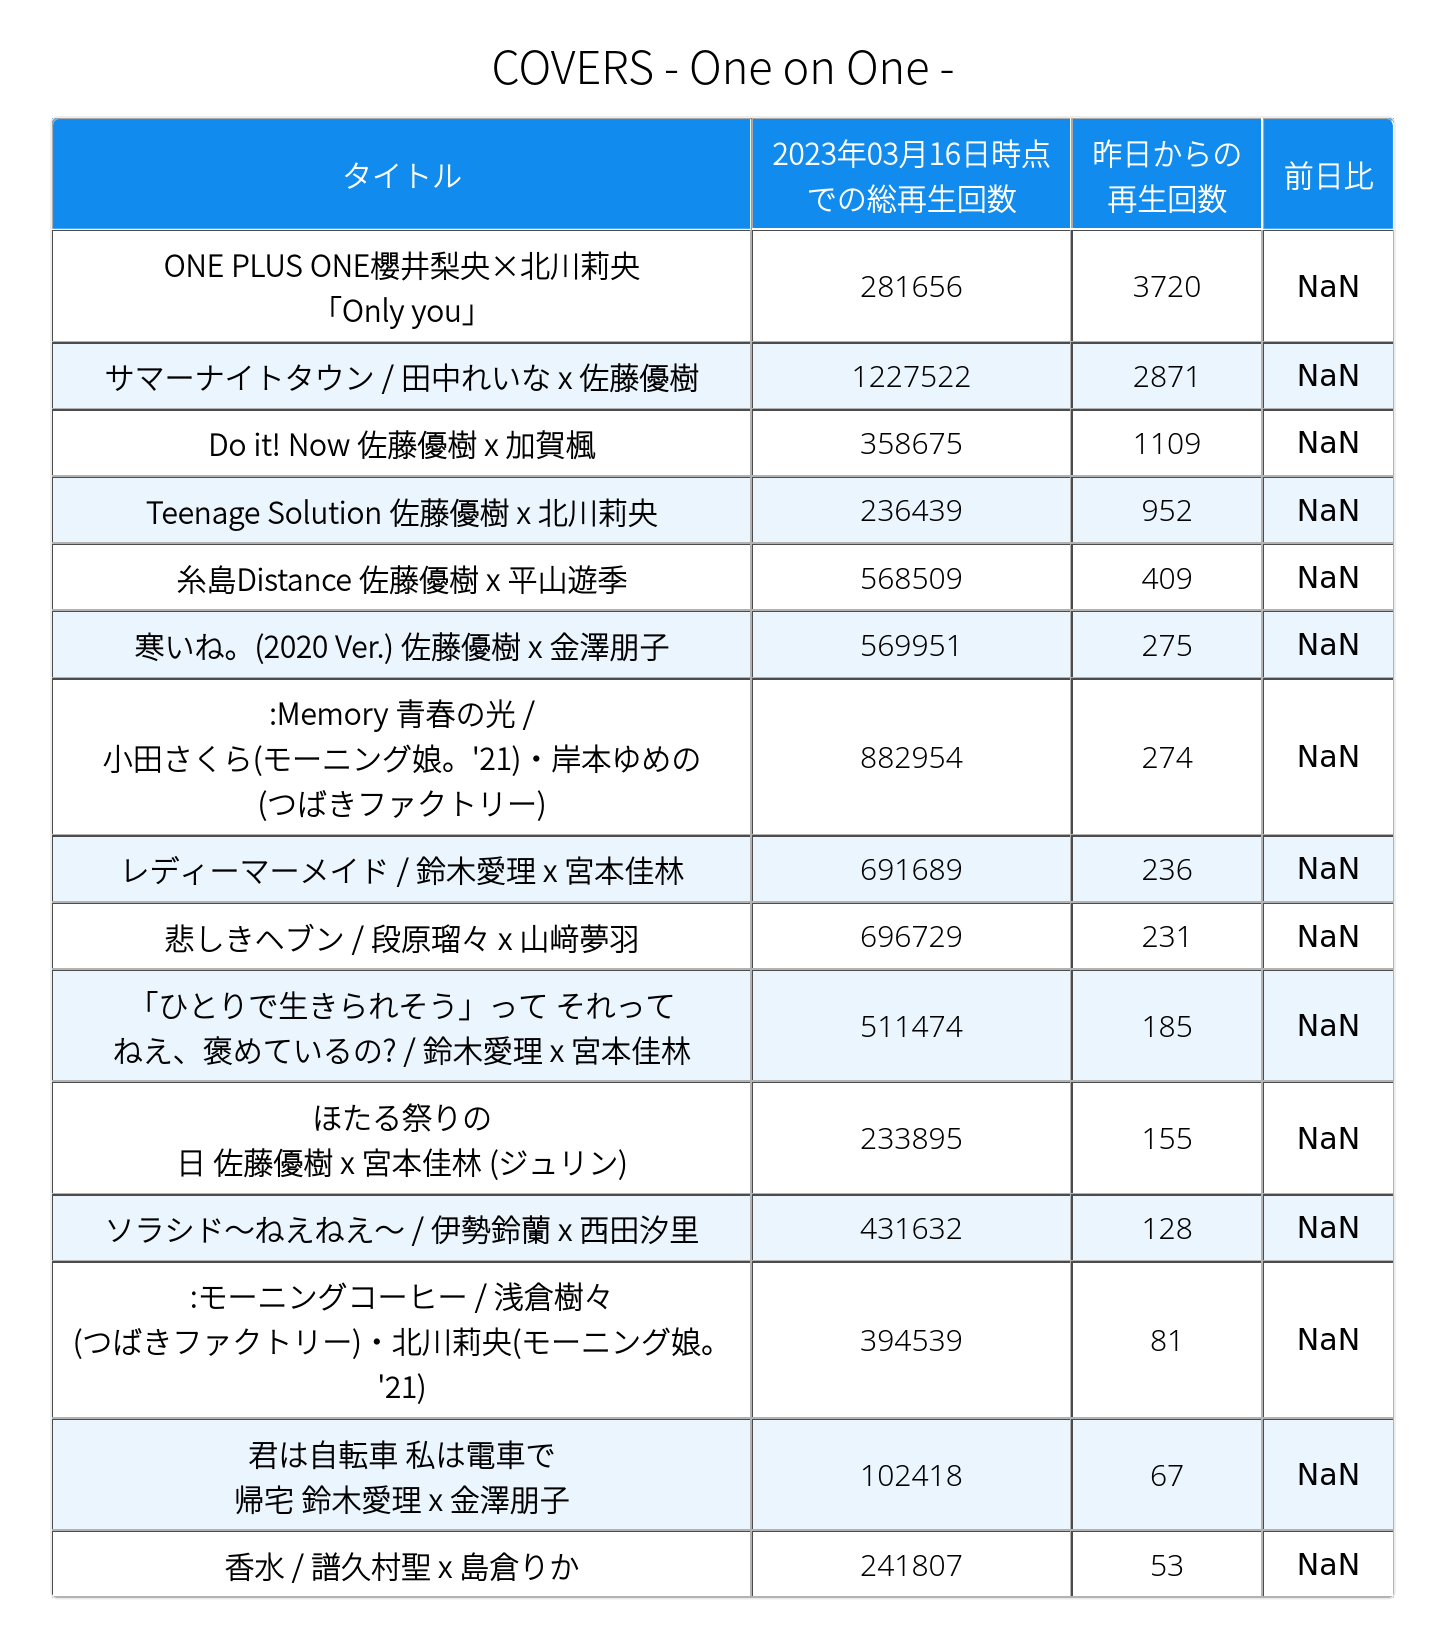 COVERS - One on One -
タイトル
2023年03月16日時点
での総再生回数
昨日からの
再生回数
前日比
ONE PLUS ONE櫻井梨央×北川莉央
「Only you」
281656
3720
NaN
サマーナイトタウン / 田中れいな x 佐藤優樹
1227522
2871
NaN
Do it! Now 佐藤優樹 x 加賀楓
358675
1109
NaN
Teenage Solution 佐藤優樹 x 北川莉央
236439
952
NaN
糸島Distance 佐藤優樹 x 平山遊季
568509
409
NaN
寒いね。(2020 Ver.) 佐藤優樹 x 金澤朋子
569951
275
NaN
:Memory 青春の光 /
小田さくら(モーニング娘。'21)・岸本ゆめの
(つばきファクトリー)
882954
274
NaN
レディーマーメイド / 鈴木愛理 x 宮本佳林
691689
236
NaN
悲しきヘブン / 段原瑠々 x 山﨑夢羽
696729
231
NaN
「ひとりで生きられそう」って それって
ねえ、褒めているの? / 鈴木愛理 x 宮本佳林
511474
185
NaN
ほたる祭りの
日 佐藤優樹 x 宮本佳林 (ジュリン)
233895
155
NaN
ソラシド〜ねえねえ〜 / 伊勢鈴蘭 x 西田汐里
431632
128
NaN
:モーニングコーヒー / 浅倉樹々
(つばきファクトリー)・北川莉央(モーニング娘。
'21)
394539
81
NaN
君は自転車 私は電車で
帰宅 鈴木愛理 x 金澤朋子
102418
67
NaN
香水 / 譜久村聖 x 島倉りか
241807
53
NaN